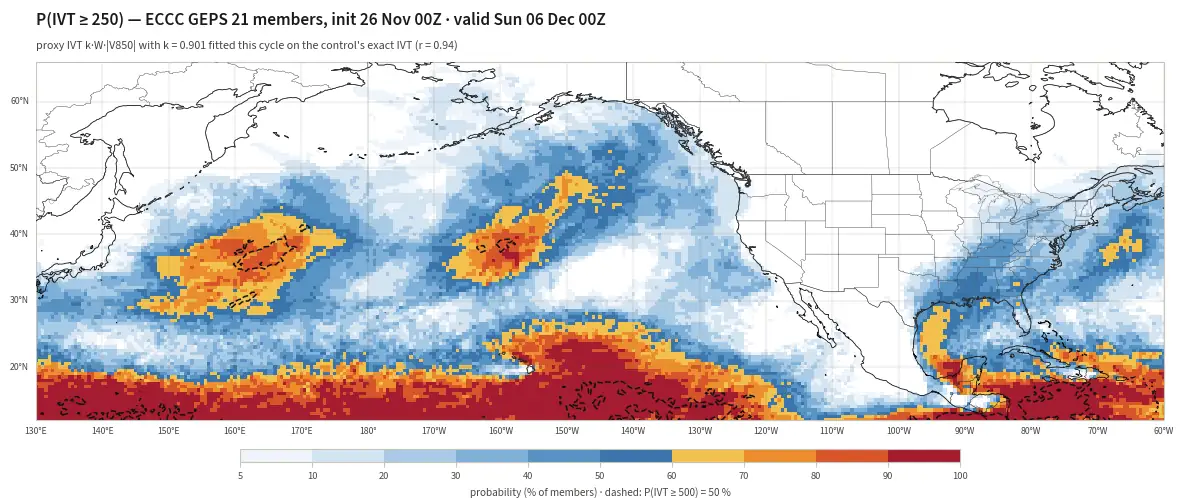 P(IVT ≥ 250) — ECCC GEPS 21 members, init 26 Nov 00Z · valid Sun 06 Dec 00Z
proxy IVT k·W·|V850| with k = 0.901 fitted this cycle on the control's exact IVT (r = 0.94)
60°N
50°N
40°N
30°N
20°N
130°E 140°E 150°E 160°E 170°E 180° 170°W 160°W 150°W 140°W 130°W 120°W 110°W 100°W 90°W 80°W 70°W 60°W
5 10 20 30 40 50 60 70 80 90 100
probability (% of members) · dashed: P(IVT ≥ 500) = 50 %